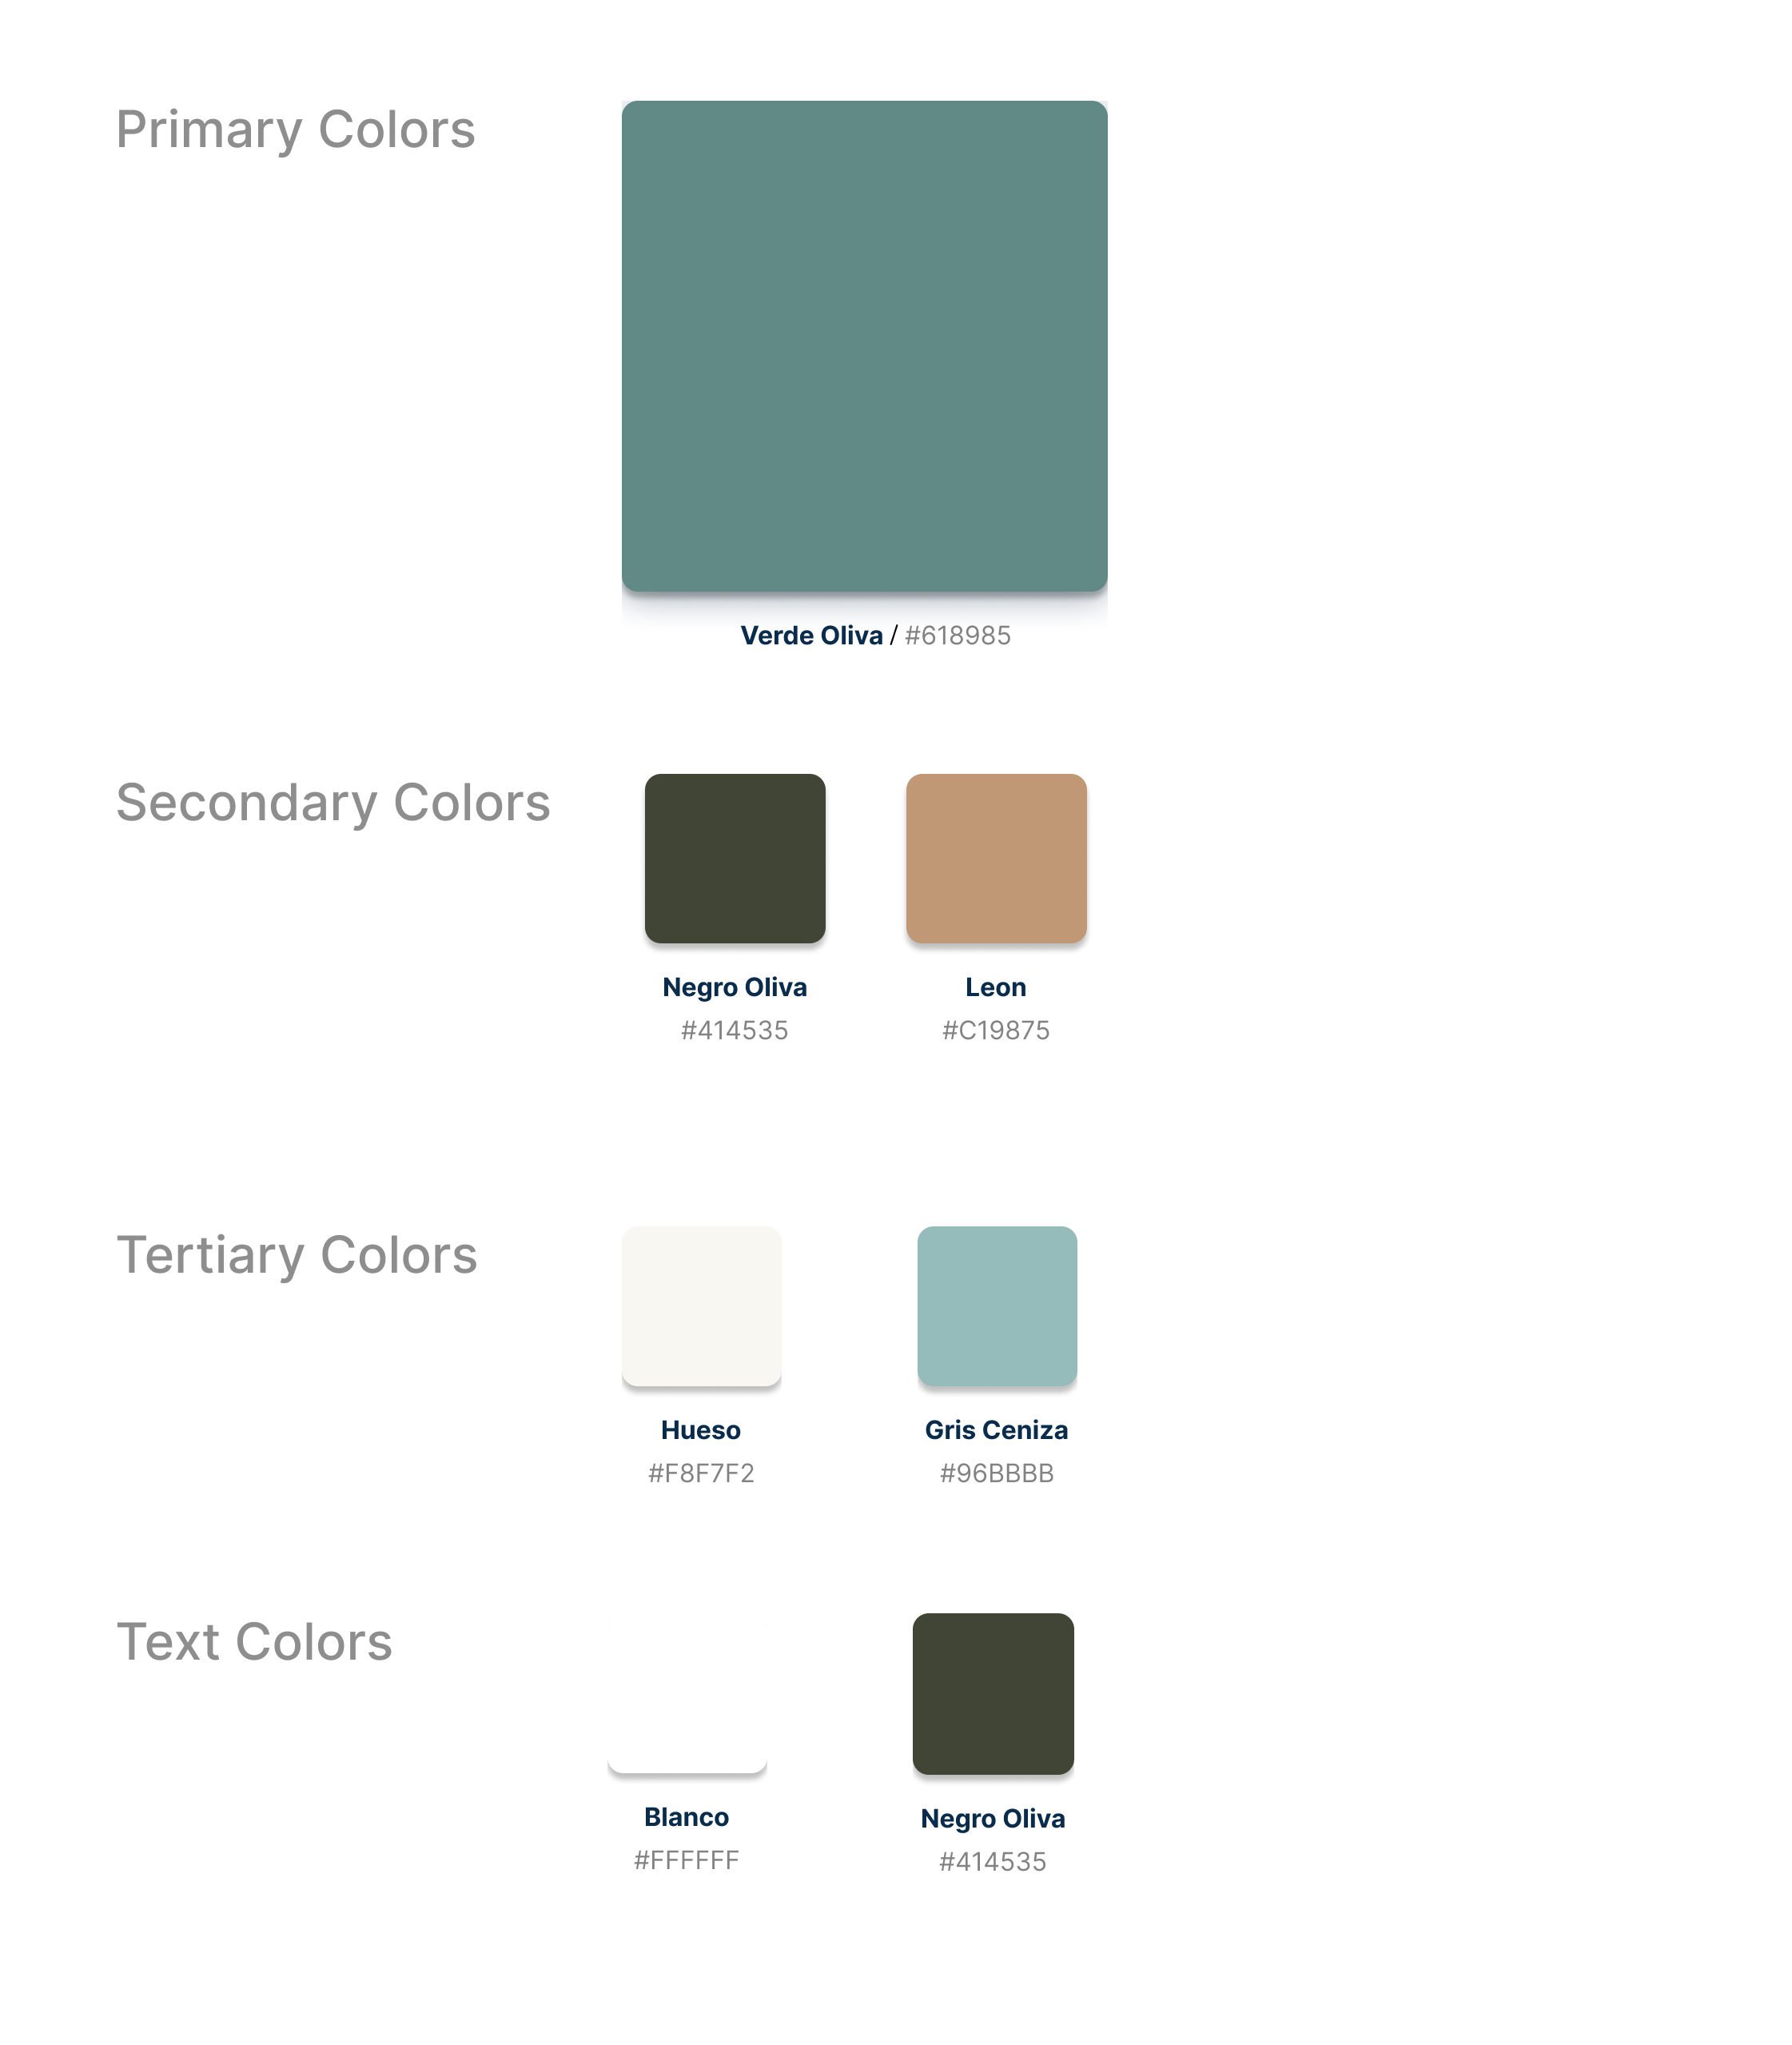 Primary Colors
Verde Oliva / #618985
Secondary Colors
Negro Oliva
#414535
Leon
#C19875
Tertiary Colors
Hueso
#F8F7F2
Gris Ceniza
#96BBBB
Text Colors
Blanco
#FFFFFF
Negro Oliva
#414535